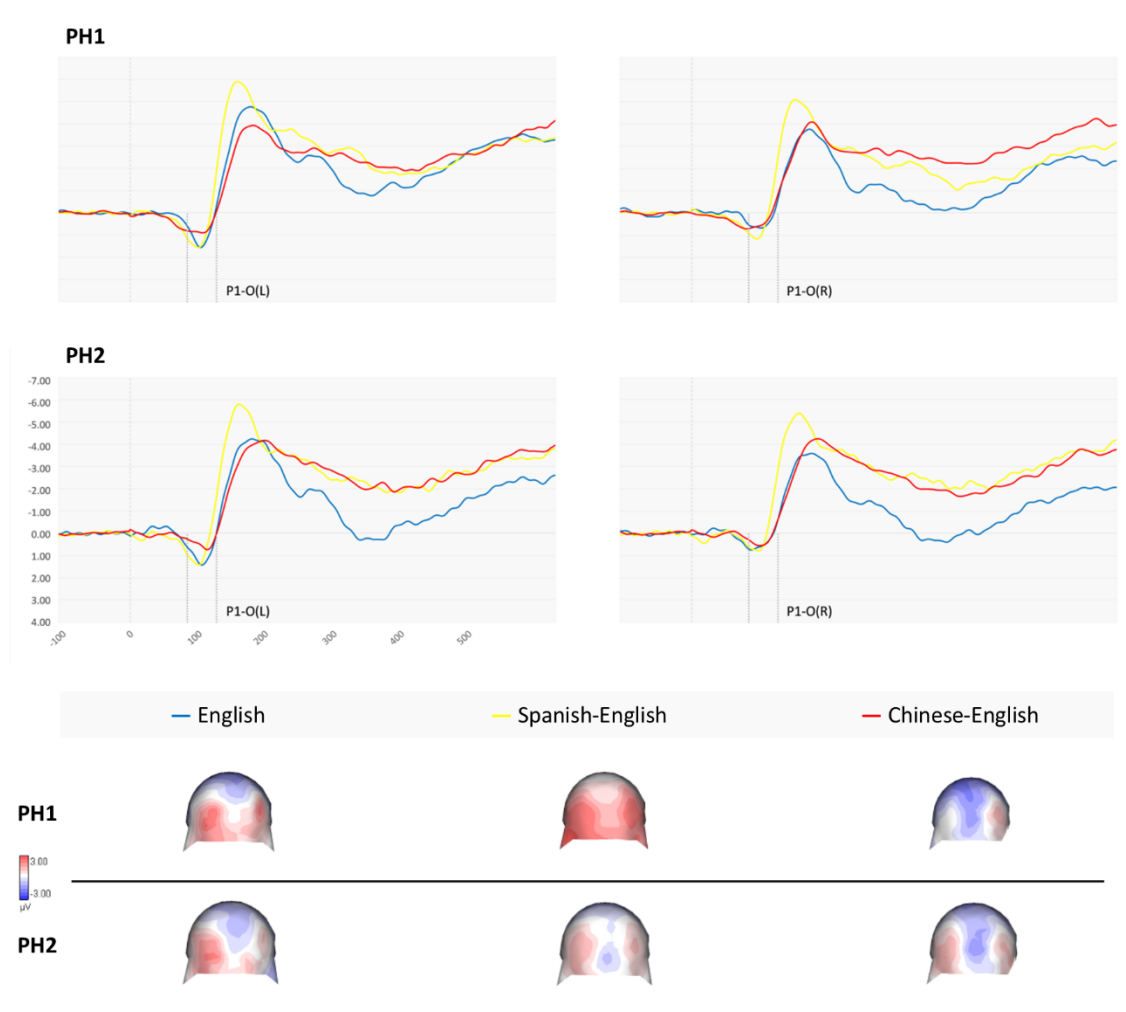 PH1
P1-O(L)
P1-O(R)
PH2
-7.00
-6.00
-5.00
-4.00
-3.00
-2.00
-1.00
0.00
1.00
2.00
3.00
4.00
P1-O(L)
P1-O(R)
-100 0 100 200 300 400 500
English Spanish-English Chinese-English
PH1
3.00
-3.00
µV
PH2